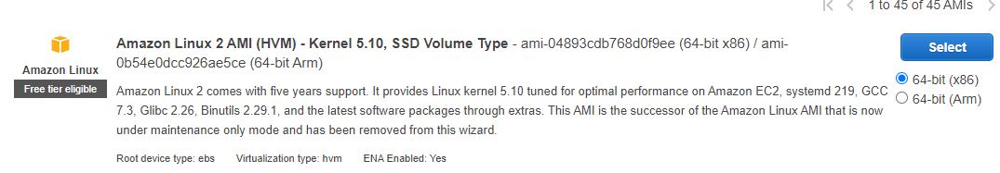 1 to 45 of 45 AMIs
Amazon Linux 2 AMI (HVM) - Kernel 5.10, SSD Volume Type - ami-04893cdb768d0f9ee (64-bit x86) / ami-
0b54e0dcc926ae5ce (64-bit Arm)
Select
Amazon Linux
Free tier eligible
64-bit (x86)
64-bit (Arm)
Amazon Linux 2 comes with five years support. It provides Linux kernel 5.10 tuned for optimal performance on Amazon EC2, systemd 219, GCC
7.3, Glibc 2.26, Binutils 2.29.1, and the latest software packages through extras. This AMI is the successor of the Amazon Linux AMI that is now
under maintenance only mode and has been removed from this wizard.
Root device type: ebs Virtualization type: hvm ENA Enabled: Yes